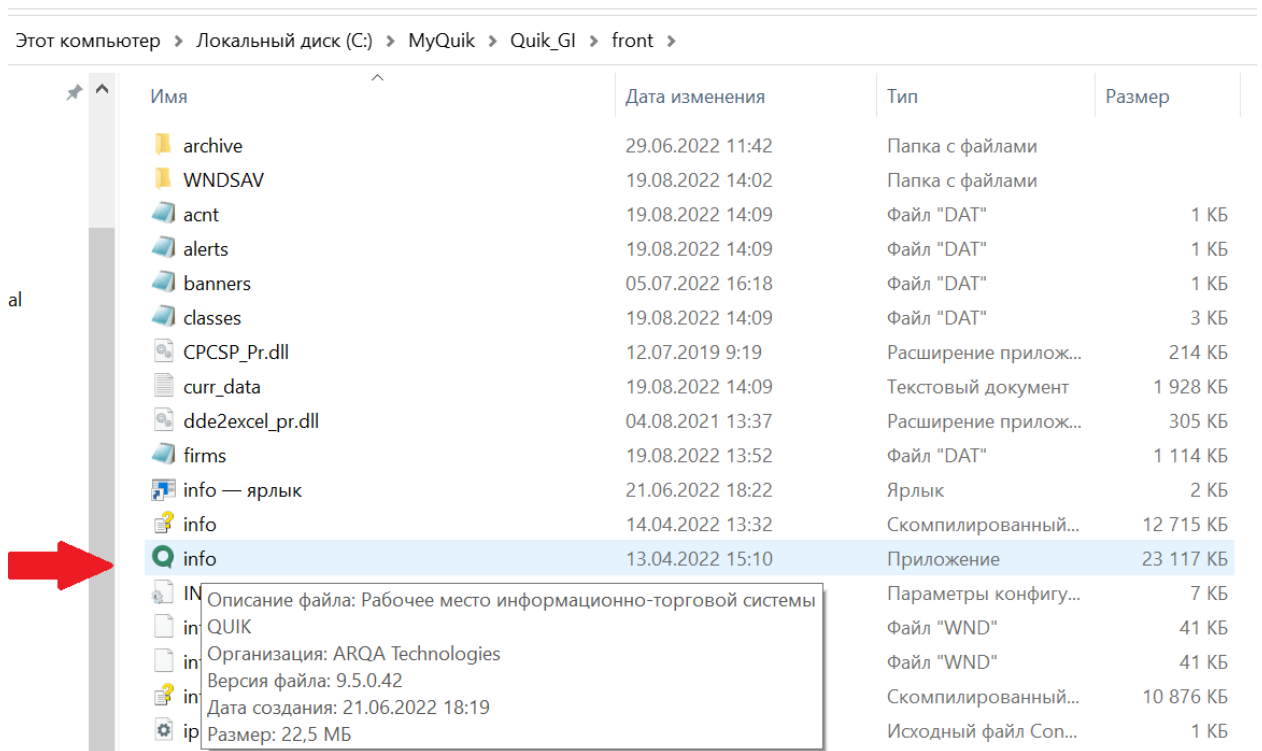 Этот компьютер > Локальный диск (C:) > MyQuik > Quik_GI > front >
Имя Дата изменения Тип Размер
archive 29.06.2022 11:42 Папка с файлами
WNDSAV 19.08.2022 14:02 Папка с файлами
acnt 19.08.2022 14:09 Файл "DAT" 1 КБ
alerts 19.08.2022 14:09 Файл "DAT" 1 КБ
banners 05.07.2022 16:18 Файл "DAT" 1 КБ
al
classes 19.08.2022 14:09 Файл "DAT" 3 КБ
CPCSP_Pr.dll 12.07.2019 9:19 Расширение прилож... 214 КБ
curr_data 19.08.2022 14:09 Текстовый документ 1 928 КБ
dde2excel_pr.dll 04.08.2021 13:37 Расширение прилож... 305 КБ
firms 19.08.2022 13:52 Файл "DAT" 1 114 КБ
info — ярлык 21.06.2022 18:22 Ярлык 2 КБ
info 14.04.2022 13:32 Скомпилированный... 12 715 КБ
info 13.04.2022 15:10 Приложение 23 117 КБ
IN Параметры конфигу... 7 КБ
in Файл "WND" 41 КБ
in Файл "WND" 41 КБ
in Скомпилированный... 10 876 КБ
ip Исходный файл Con... 1 КБ
Описание файла: Рабочее место информационно-торговой системы
QUIK
Организация: ARQA Technologies
Версия файла: 9.5.0.42
Дата создания: 21.06.2022 18:19
Размер: 22,5 МБ